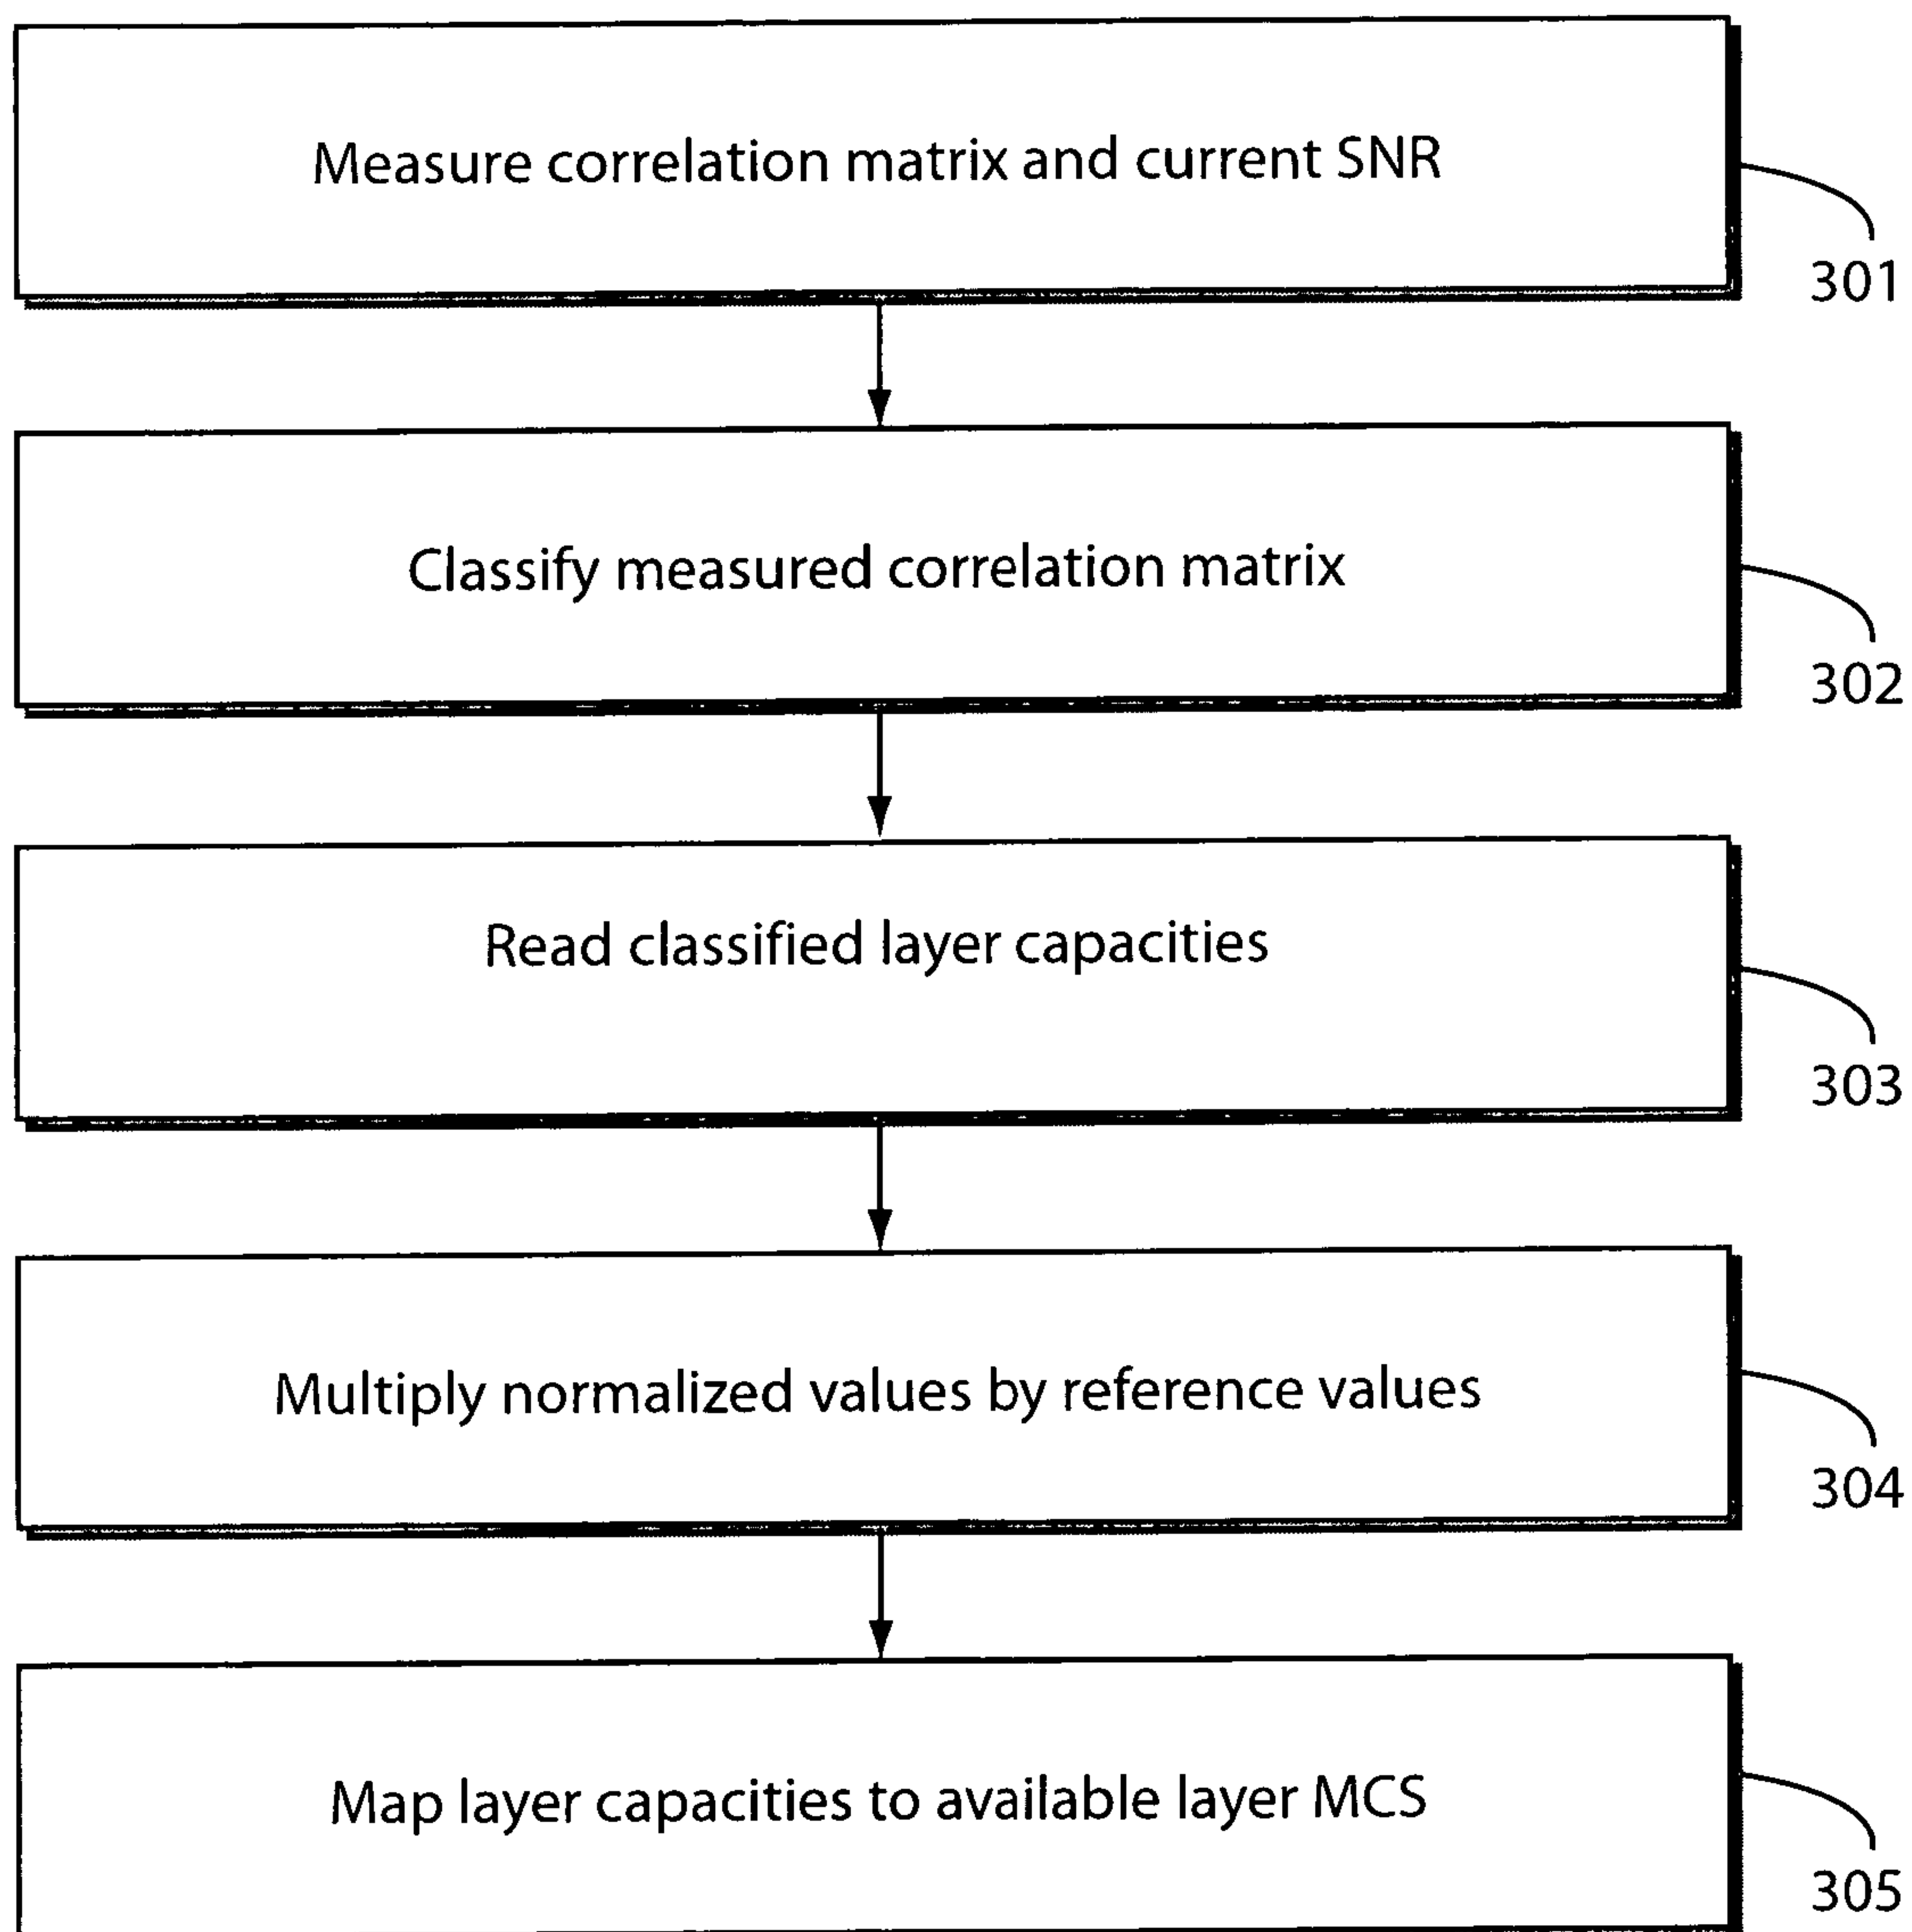 Measure correlation matrix and current SNR
301
Classify measured correlation matrix
302
Read classified layer capacities
303
Multiply normalized values by reference values
304
Map layer capacities to available layer MCS
305